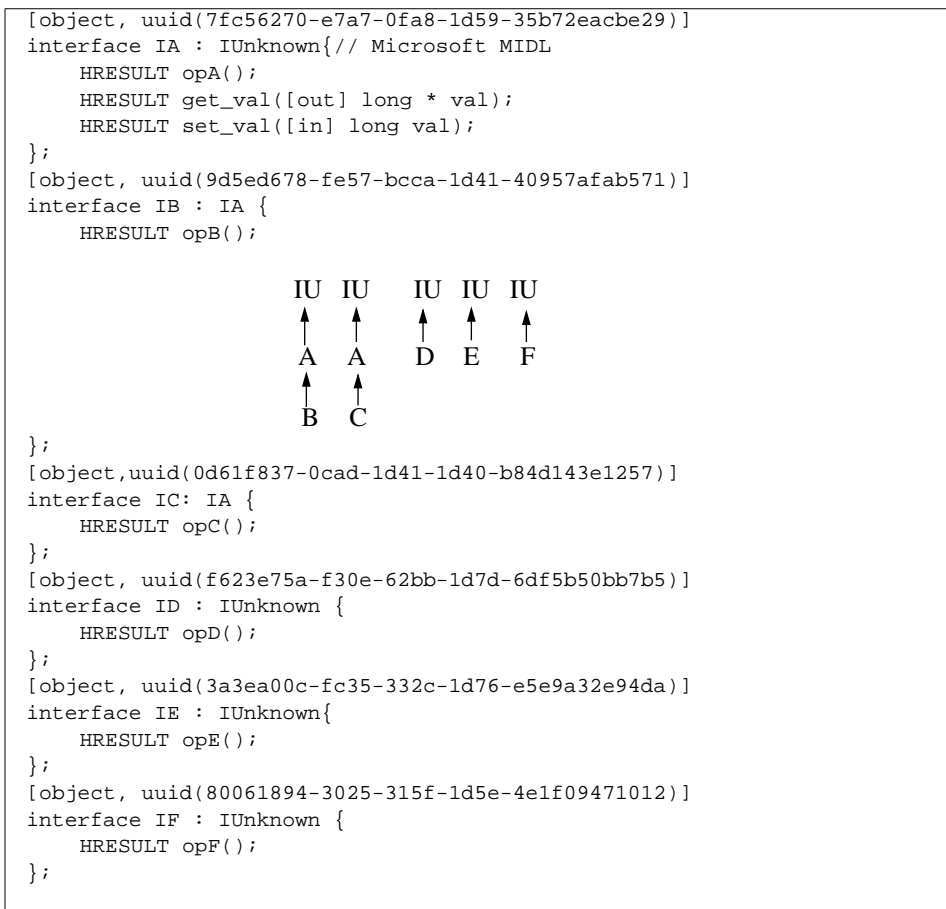 [object, uuid(7fc56270-e7a7-0fa8-1d59-35b72eacbe29)]
interface IA : IUnknown{// Microsoft MIDL
    HRESULT opA();
    HRESULT get_val([out] long * val);
    HRESULT set_val([in] long val);
};
[object, uuid(9d5ed678-fe57-bcca-1d41-40957afab571)]
interface IB : IA {
    HRESULT opB();
IU IU IU IU IU
A A D E F
B C
};
[object,uuid(0d61f837-0cad-1d41-1d40-b84d143e1257)]
interface IC: IA {
    HRESULT opC();
};
[object, uuid(f623e75a-f30e-62bb-1d7d-6df5b50bb7b5)]
interface ID : IUnknown {
    HRESULT opD();
};
[object, uuid(3a3ea00c-fc35-332c-1d76-e5e9a32e94da)]
interface IE : IUnknown{
    HRESULT opE();
};
[object, uuid(80061894-3025-315f-1d5e-4e1f09471012)]
interface IF : IUnknown {
    HRESULT opF();
};